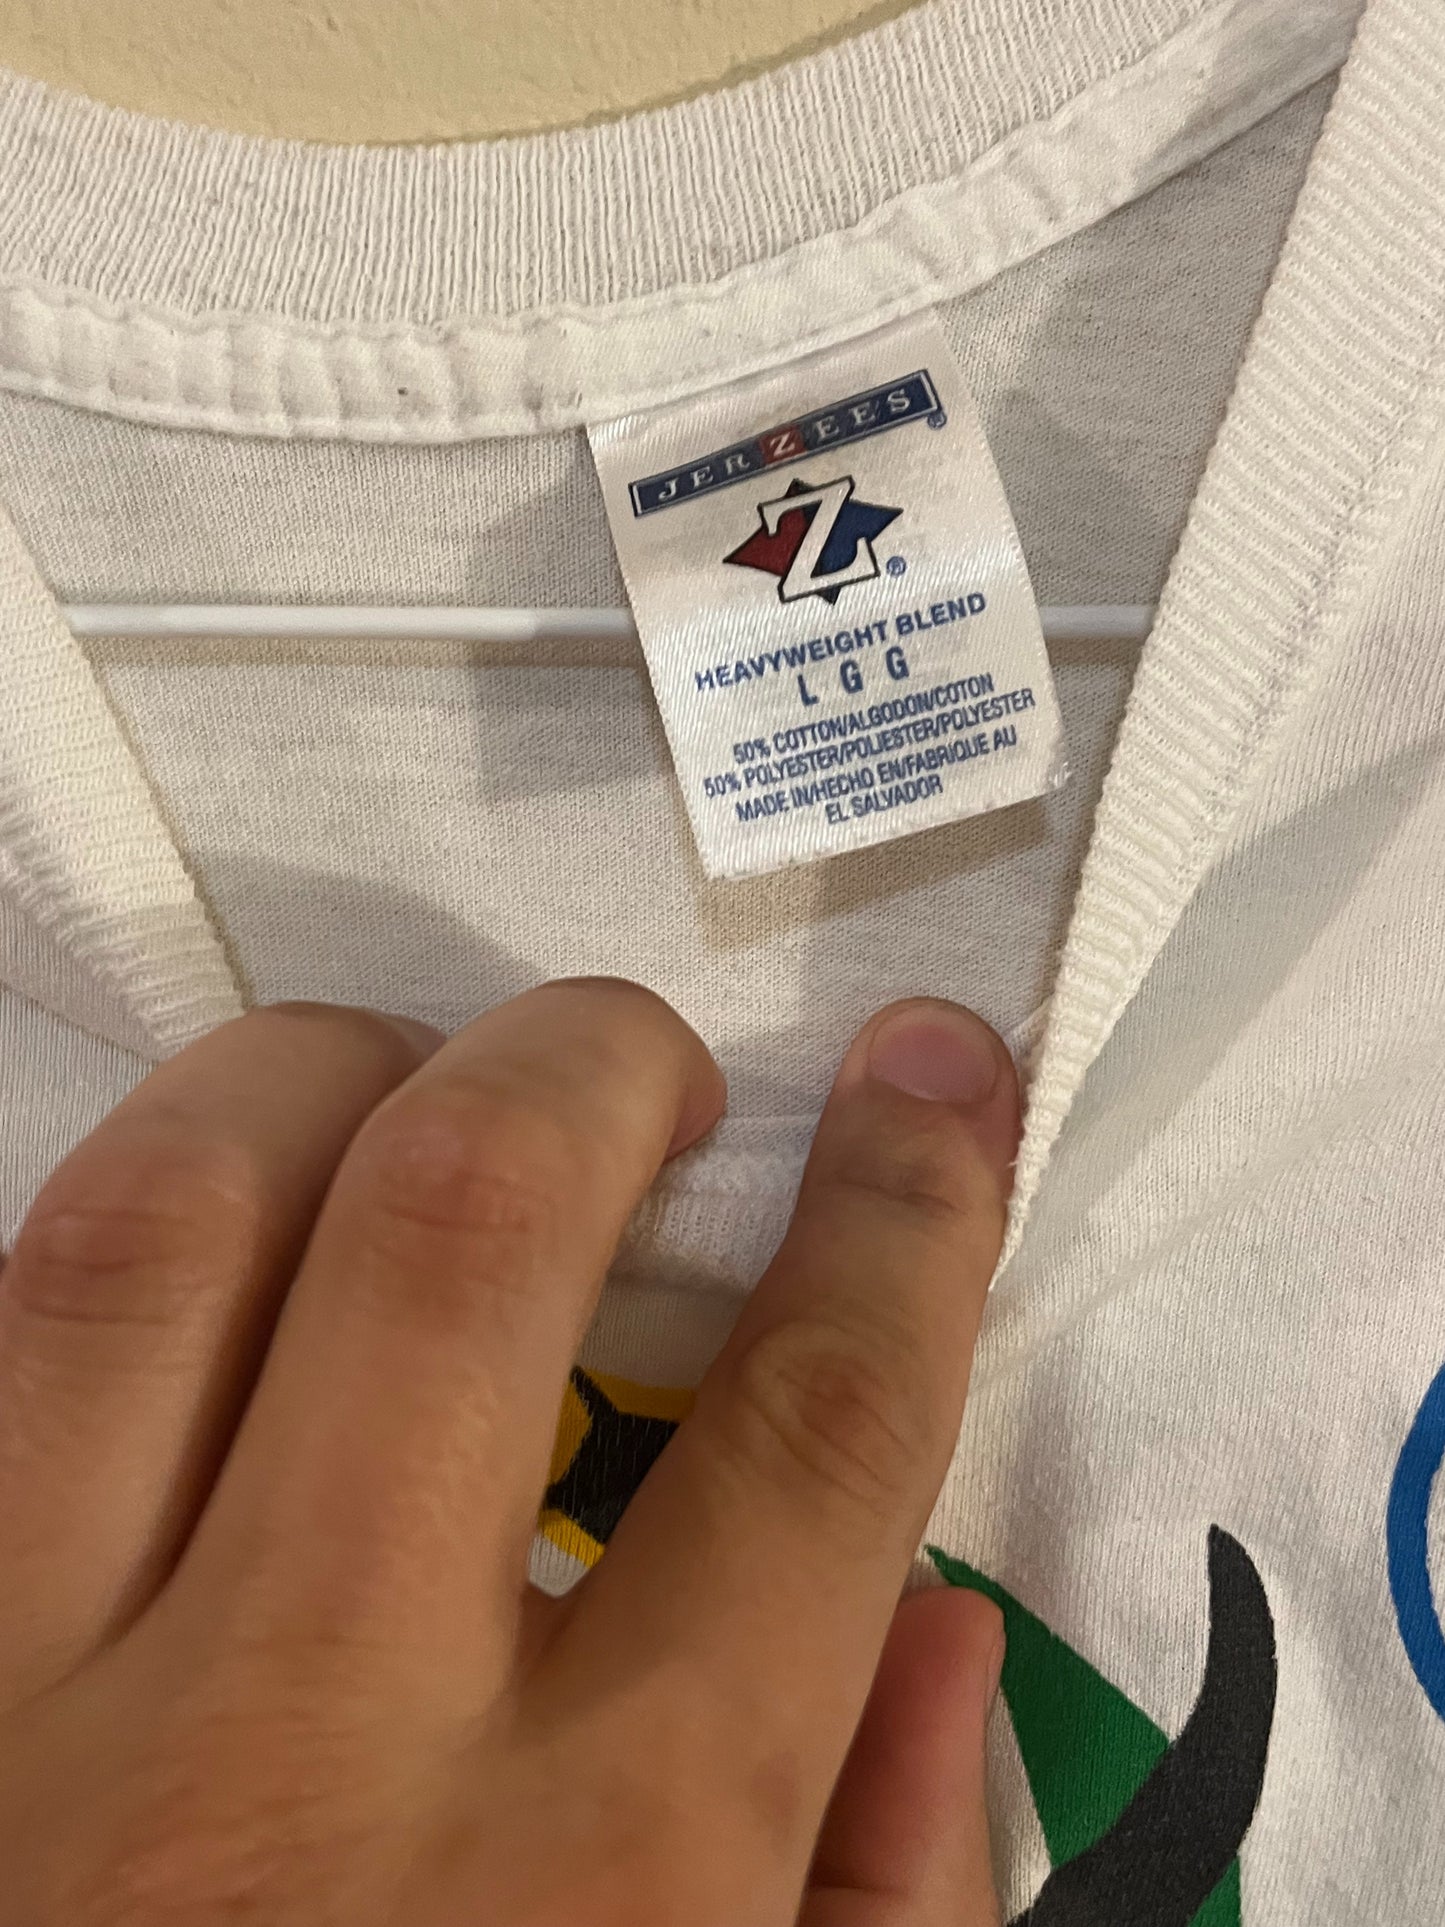 JERZEES®
Z®
HEAVYWEIGHT BLEND
L G G
50% COTTON/ALGODON/COTON
50% POLYESTER/POLIESTER/POLYESTER
MADE IN/HECHO EN/FABRIQUE AU
EL SALVADOR